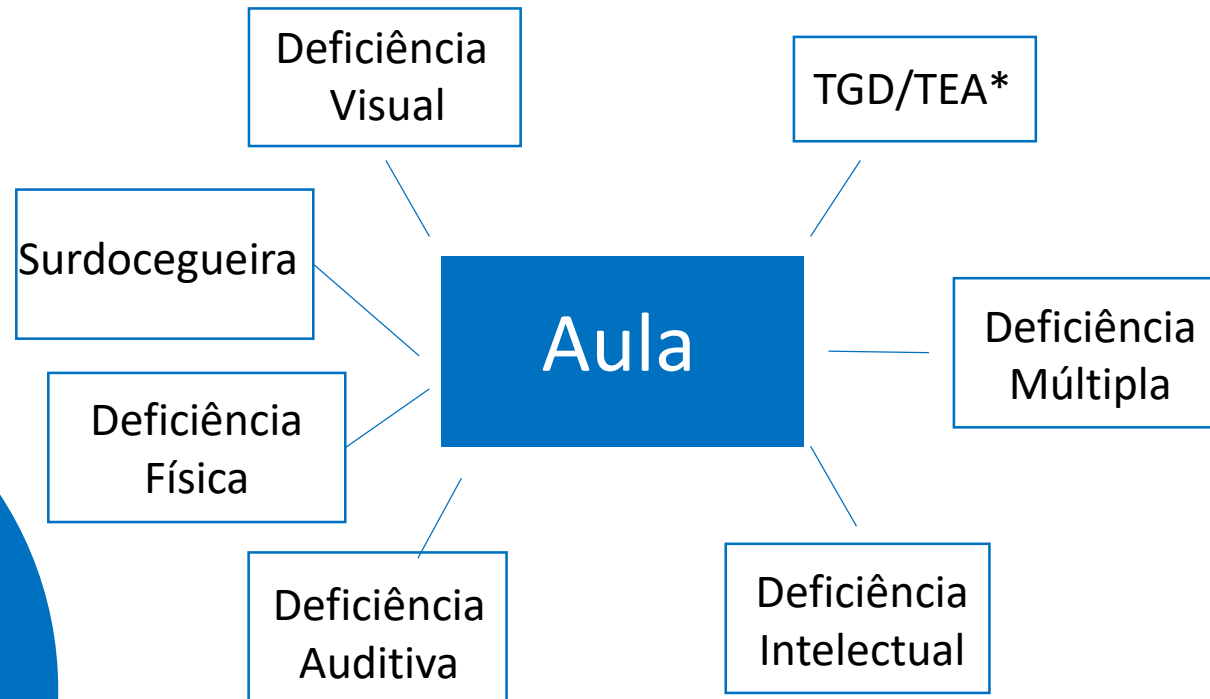 Deficiência
Visual
TGD/TEA*
Surdocegueira
Aula
Deficiência
Múltipla
Deficiência
Física
Deficiência
Auditiva
Deficiência
Intelectual